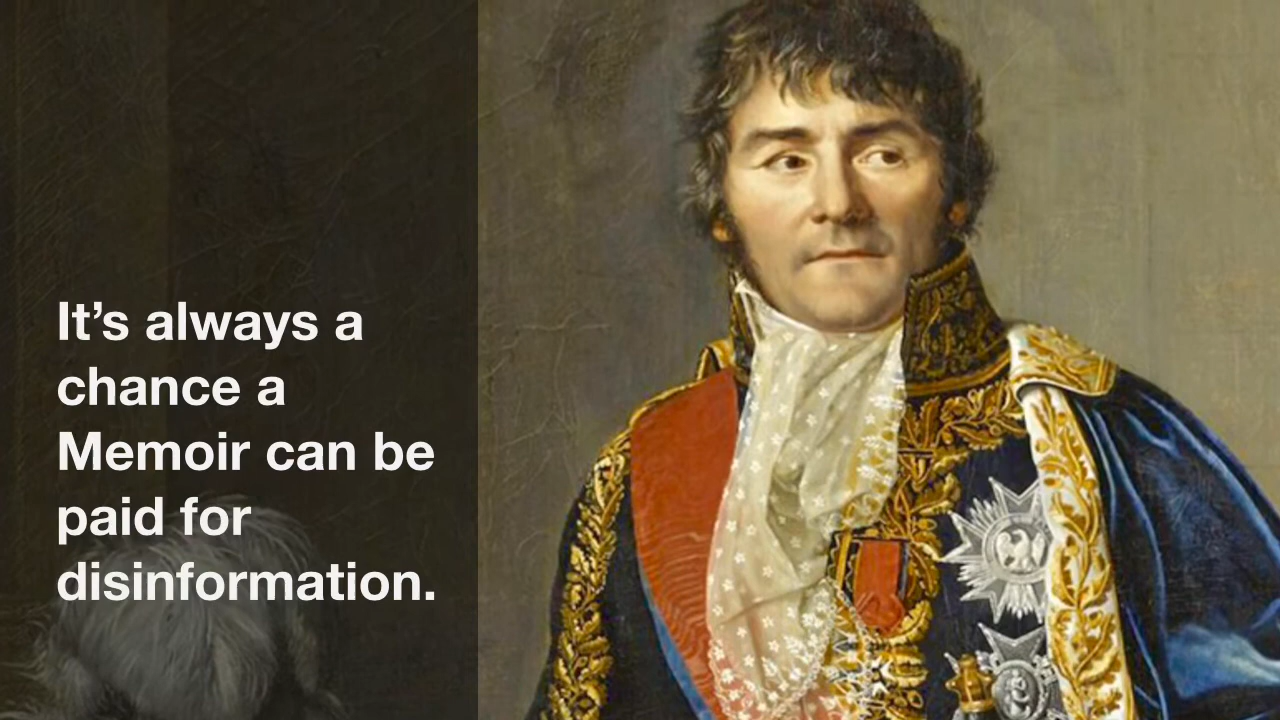 It’s always a
chance a
Memoir can be
paid for
disinformation.